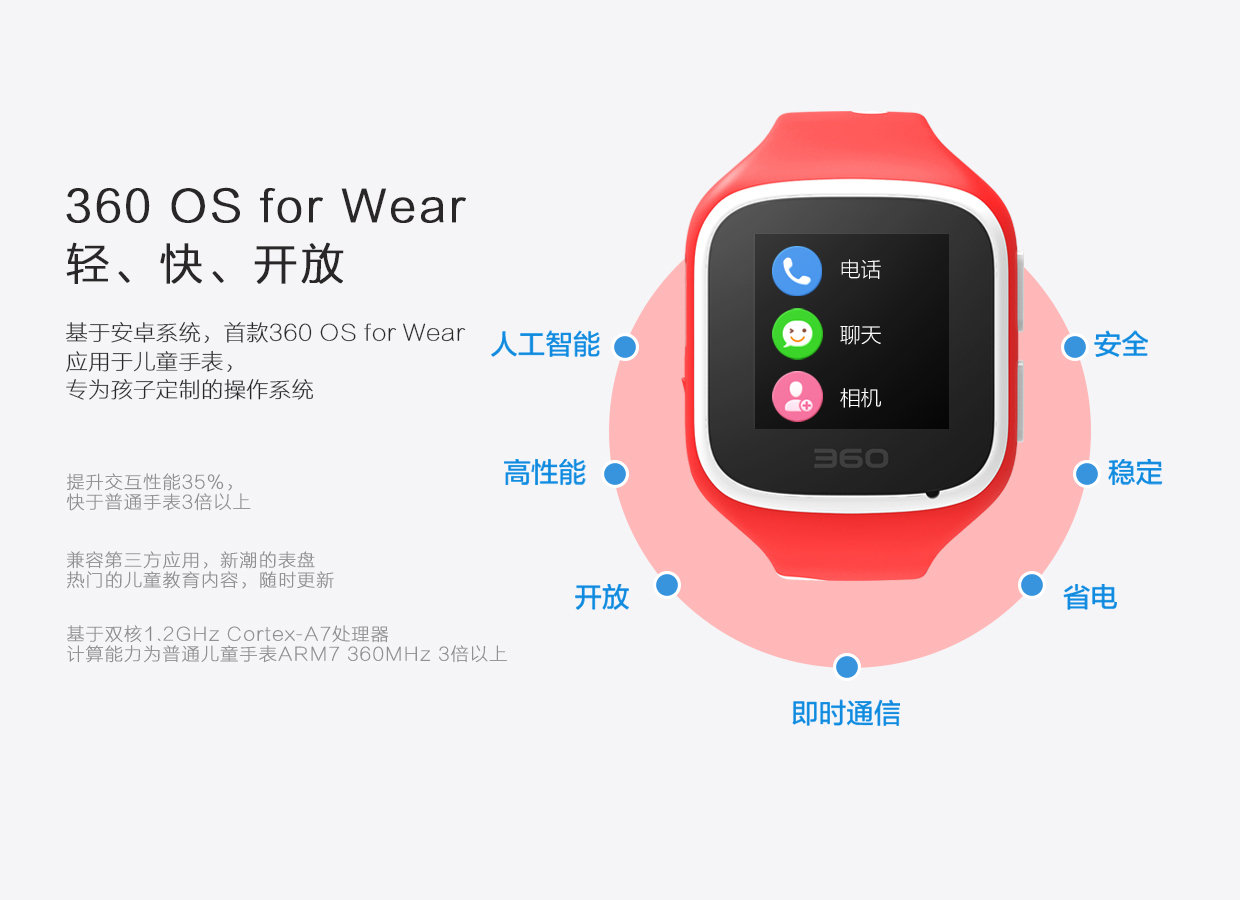 360 OS for Wear
轻、快、开放
基于安卓系统，首款360 OS for Wear
应用于儿童手表，
专为孩子定制的操作系统
提升交互性能35%，
快于普通手表3倍以上
兼容第三方应用，新潮的表盘
热门的儿童教育内容，随时更新
基于双核1.2GHz Cortex-A7处理器
计算能力为普通儿童手表ARM7 360MHz 3倍以上
电话
聊天
相机
360
人工智能
高性能
开放
即时通信
省电
稳定
安全